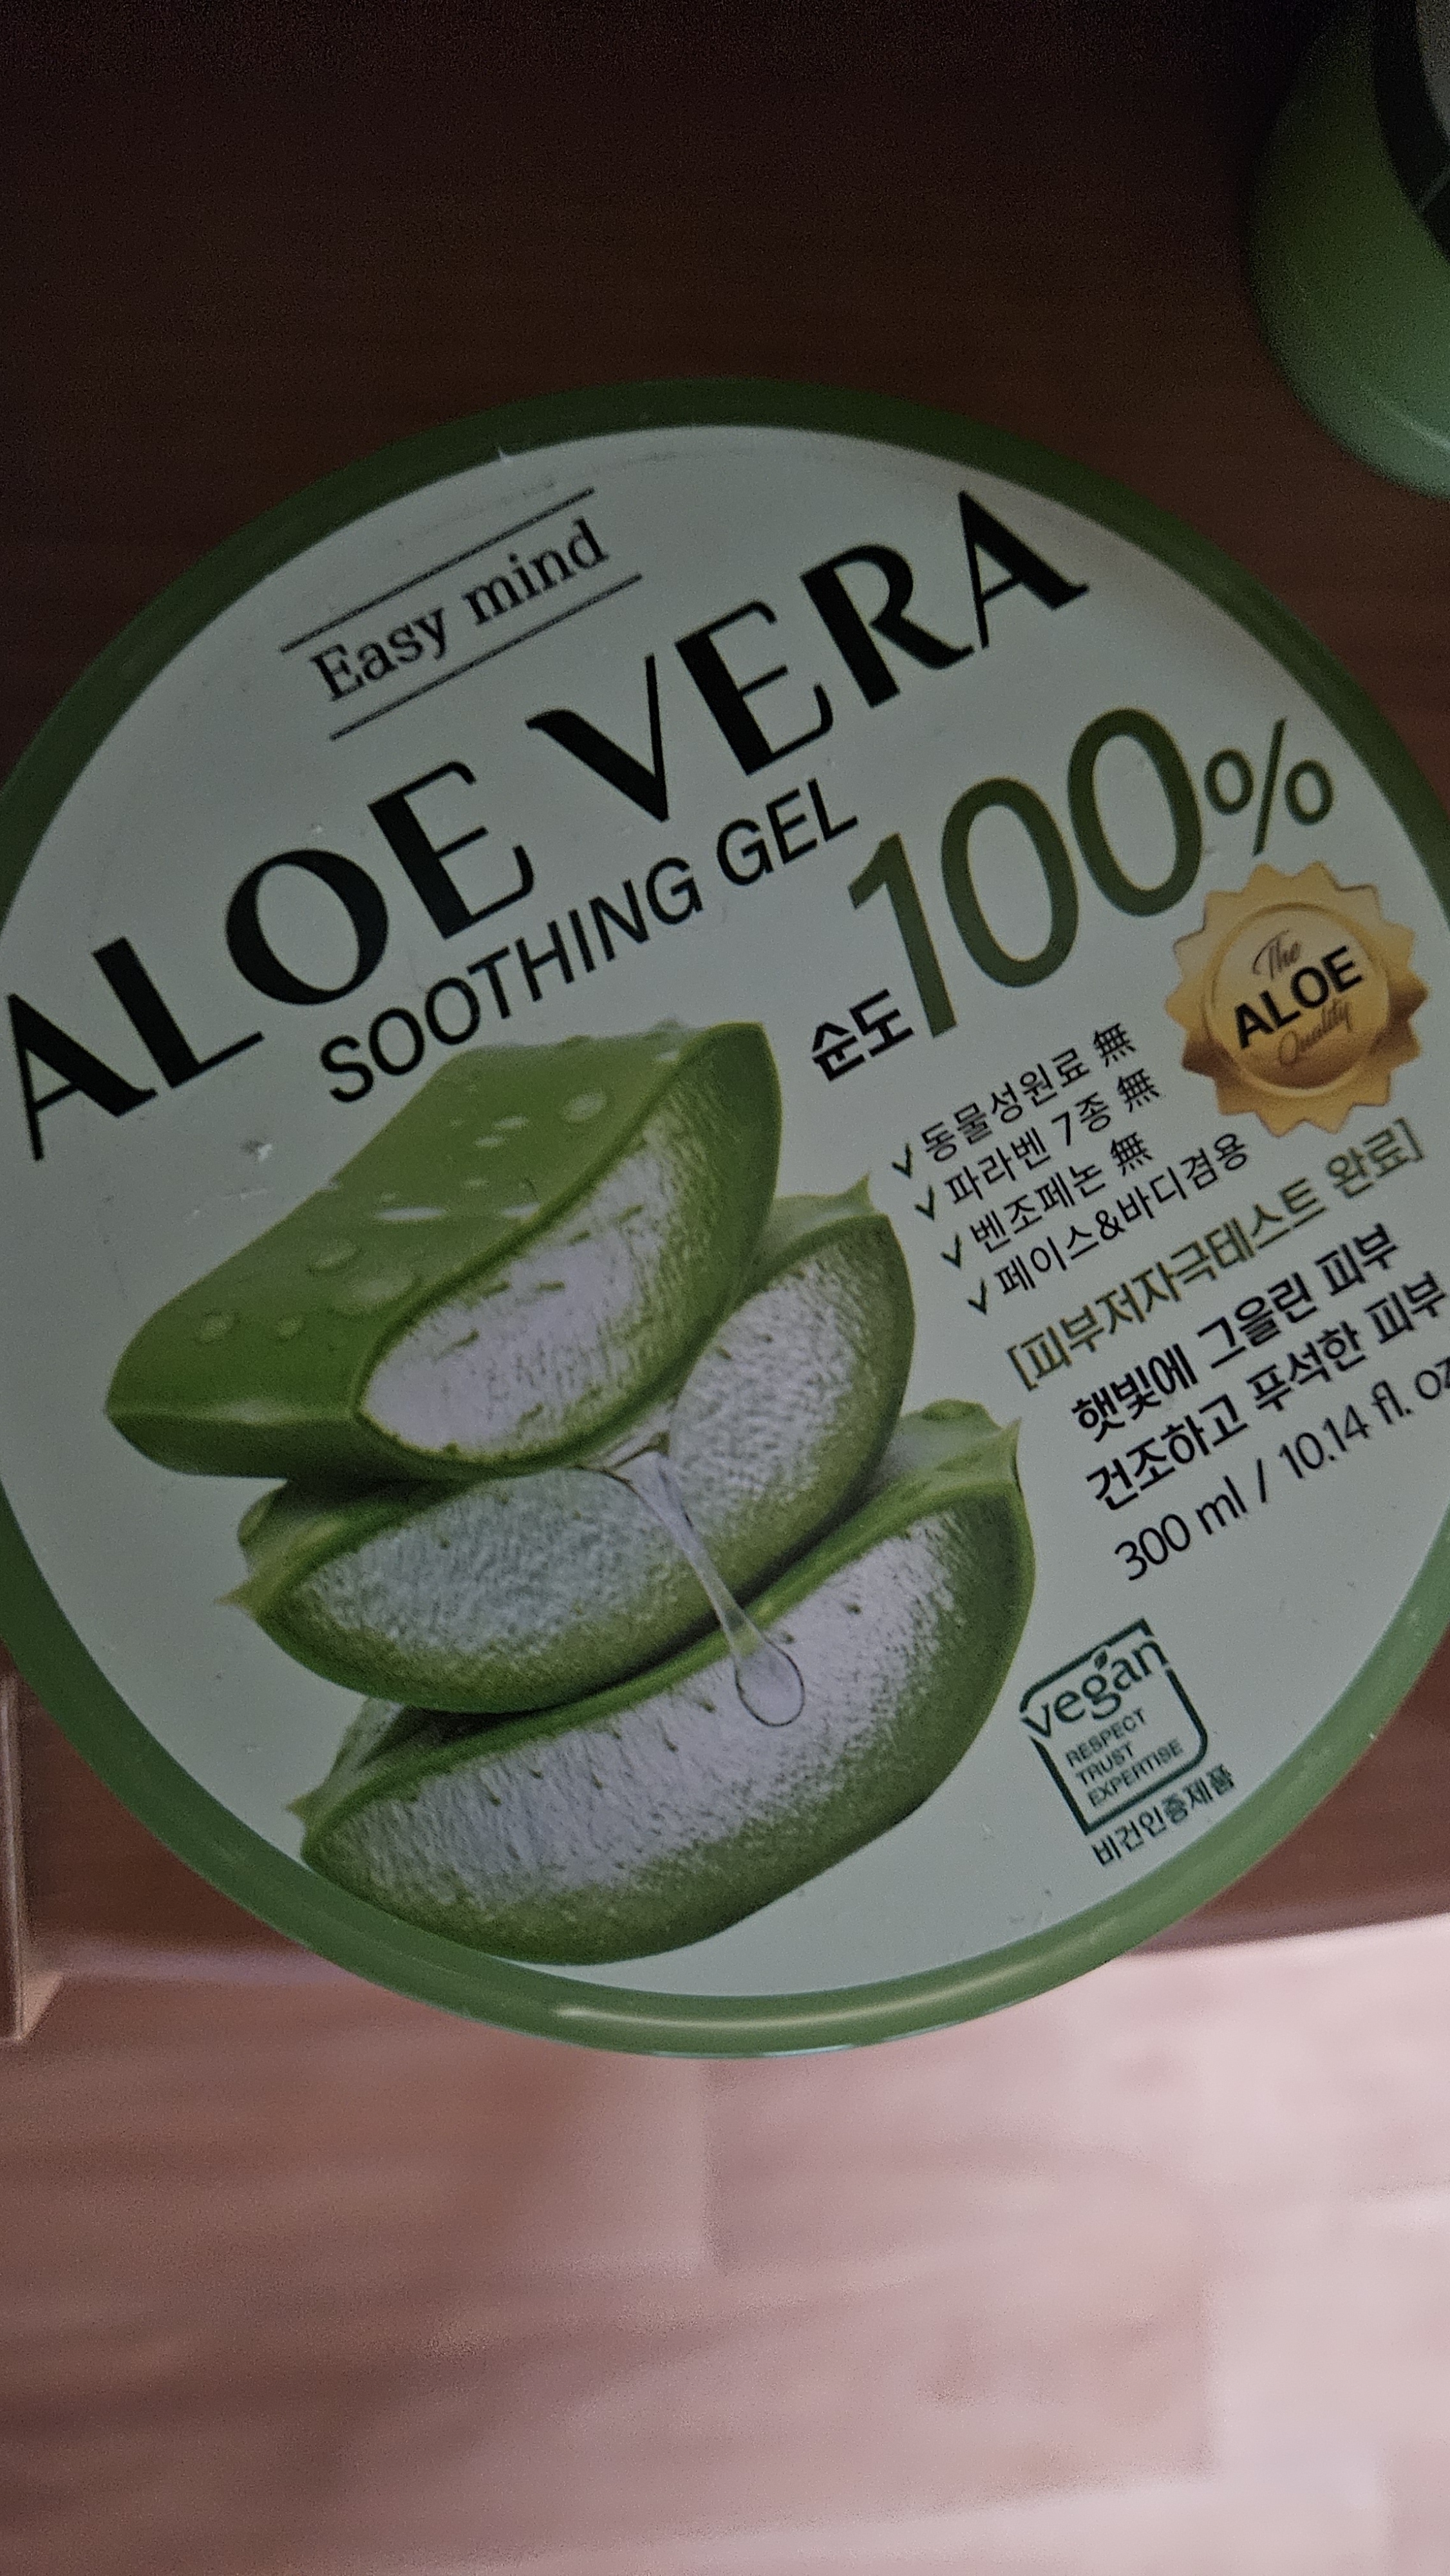 Easy mind
ALOE VERA
SOOTHING GEL
순도100%
The
ALOE
Quality
✓동물성원료 無
✓파라벤 7종 無
✓벤조페논 無
✓페이스&바디겸용
[피부저자극테스트 완료]
햇빛에 그을린 피부
건조하고 푸석한 피부
300 ml / 10.14 fl. oz
vegan
RESPECT
TRUST
EXPERTISE
비건인증제품